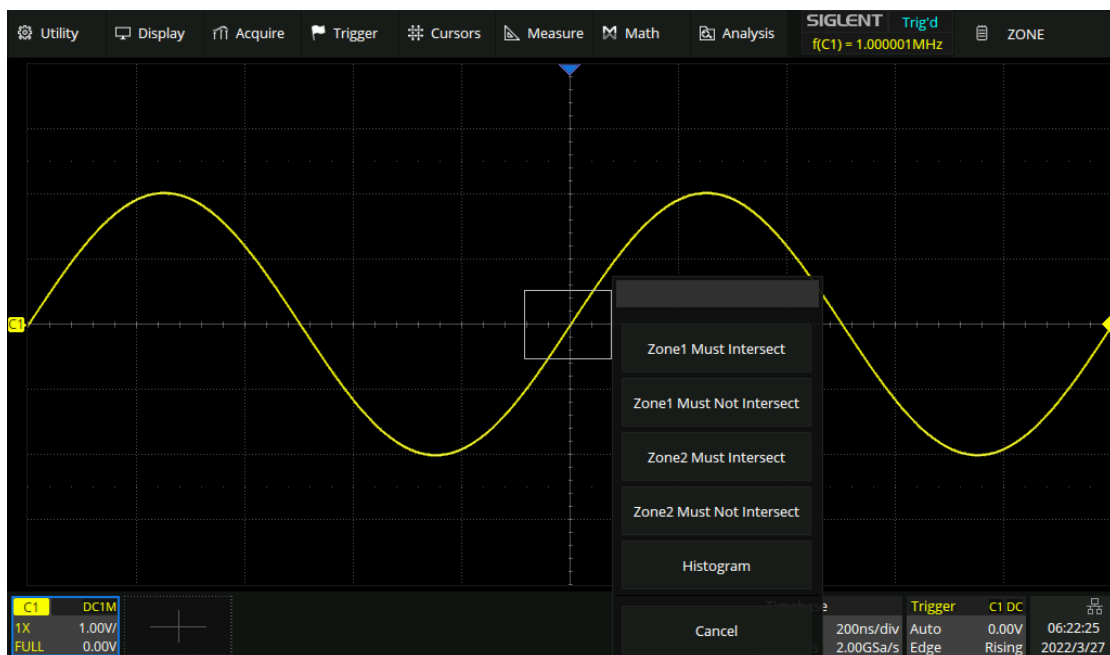 Utility
Display
Acquire
Trigger
Cursors
Measure
Math
Analysis
SIGLENT Trig'd
f(C1) = 1.000001MHz
ZONE
C1
Zone1 Must Intersect
Zone1 Must Not Intersect
Zone2 Must Intersect
Zone2 Must Not Intersect
Histogram
Cancel
C1 DC1M
1X 1.00V/
FULL 0.00V
200ns/div
2.00GSa/s
Trigger C1 DC
Auto 0.00V
Edge Rising
06:22:25
2022/3/27